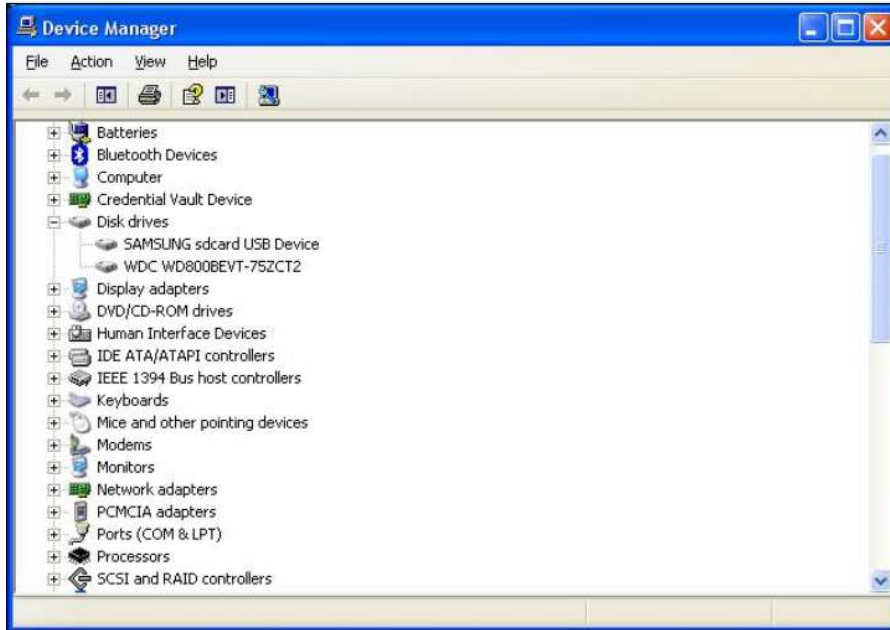 Device Manager
File Action View Help
Batteries
Bluetooth Devices
Computer
Credential Vault Device
Disk drives
SAMSUNG sdcard USB Device
WDC WD800BEVT-75ZCT2
Display adapters
DVD/CD-ROM drives
Human Interface Devices
IDE ATA/ATAPI controllers
IEEE 1394 Bus host controllers
Keyboards
Mice and other pointing devices
Modems
Monitors
Network adapters
PCMCIA adapters
Ports (COM & LPT)
Processors
SCSI and RAID controllers